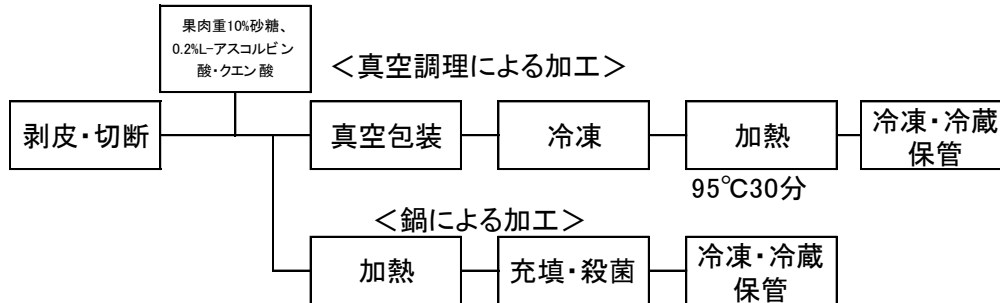 果肉重10%砂糖、
0.2%L-アスコルビン
酸・クエン酸
＜真空調理による加工＞
剥皮・切断
真空包装
冷凍
加熱
冷凍・冷蔵
保管
95℃30分
＜鍋による加工＞
加熱
充填・殺菌
冷凍・冷蔵
保管